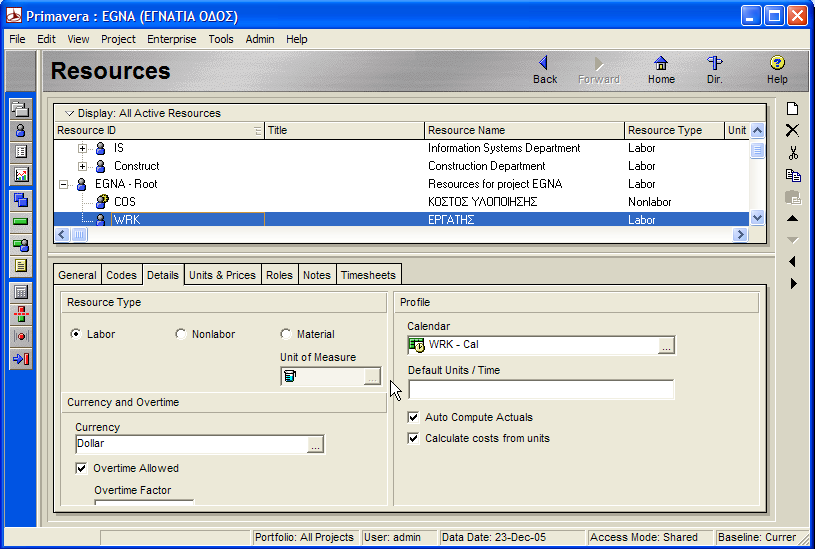 Primavera : EGNA (ΕΓΝΑΤΙΑ ΟΔΟΣ)
File Edit View Project Enterprise Tools Admin Help
Resources
Back Forward Home Dir. Help
Display: All Active Resources
Resource ID Title Resource Name Resource Type Unit
IS Information Systems Department Labor
Construct Construction Department Labor
EGNA - Root Resources for project EGNA Labor
COS ΚΟΣΤΟΣ ΥΛΟΠΟΙΗΣΗΣ Nonlabor
WRK ΕΡΓΑΤΗΣ Labor
General Codes Details Units & Prices Roles Notes Timesheets
Resource Type
Labor Nonlabor Material
Unit of Measure
...
Currency and Overtime
Currency
Dollar ...
Overtime Allowed
Overtime Factor
Profile
Calendar
WRK - Cal ...
Default Units / Time
Auto Compute Actuals
Calculate costs from units
Portfolio: All Projects User: admin Data Date: 23-Dec-05 Access Mode: Shared Baseline: Currer